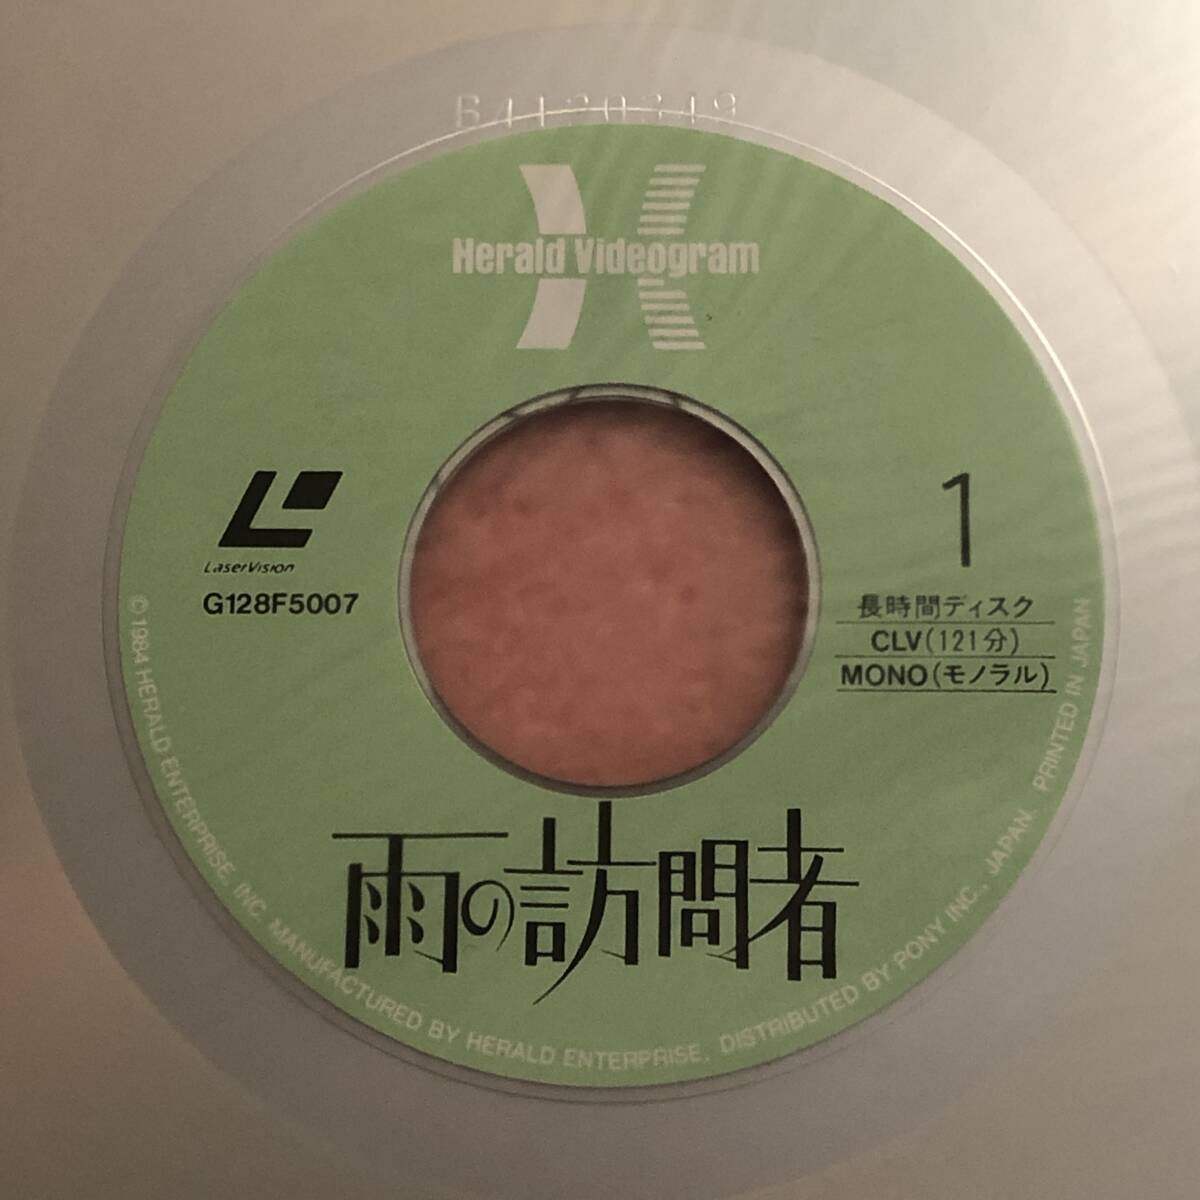 B4120349
Herald Videogram
LaserVision
G128F5007
1
長時間ディスク
CLV(121分)
MONO(モノラル)
雨の訪問者
© 1984 HERALD ENTERPRISE, INC. MANUFACTURED BY HERALD ENTERPRISE. DISTRIBUTED BY PONY INC., JAPAN. PRINTED IN JAPAN